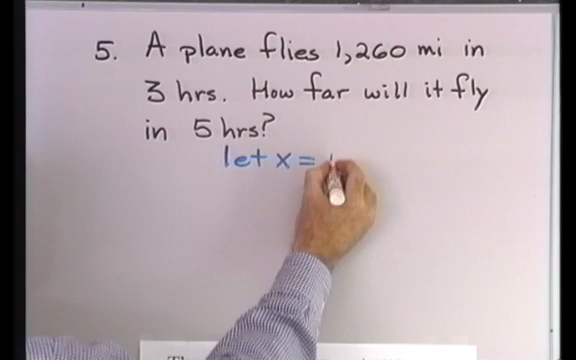 5. A plane flies 1,260 mi in
3 hrs. How far will it fly
in 5 hrs?
let x =